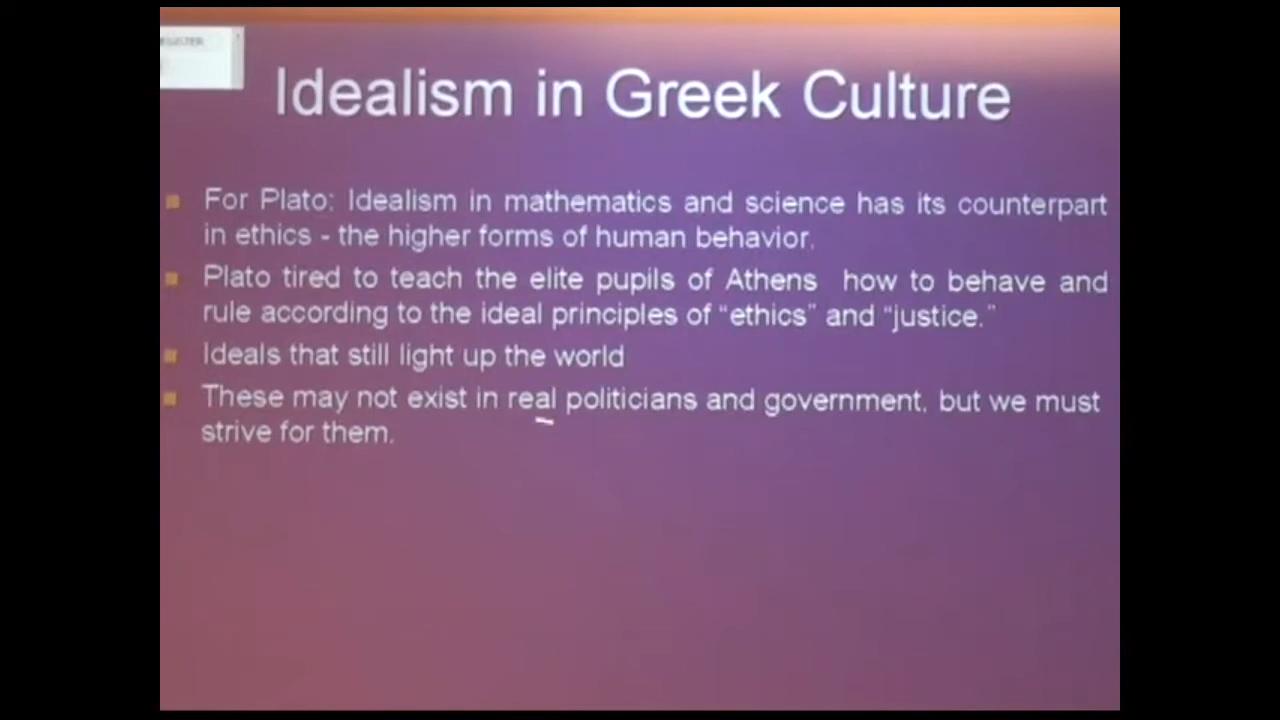 Idealism in Greek Culture
For Plato: Idealism in mathematics and science has its counterpart
in ethics - the higher forms of human behavior.
Plato tired to teach the elite pupils of Athens how to behave and
rule according to the ideal principles of “ethics” and “justice.”
Ideals that still light up the world
These may not exist in real politicians and government, but we must
strive for them.